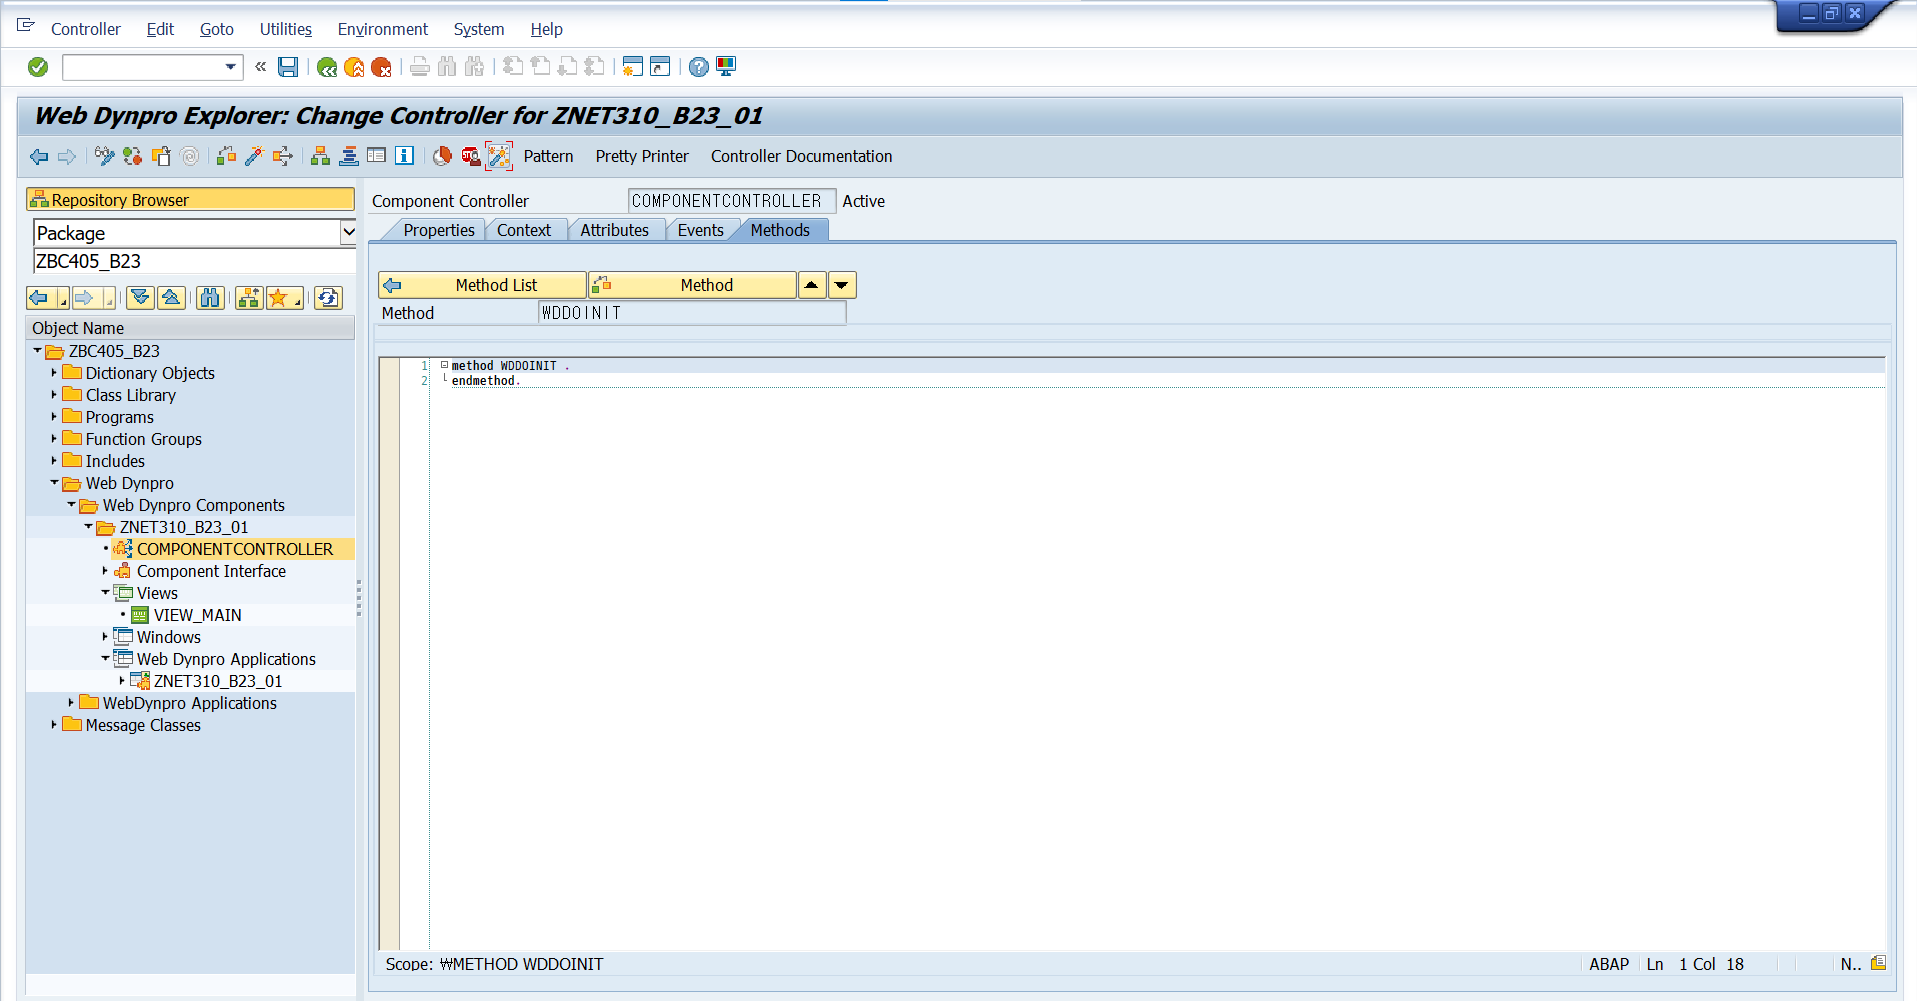 Controller Edit Goto Utilities Environment System Help
Web Dynpro Explorer: Change Controller for ZNET310_B23_01
Pattern Pretty Printer Controller Documentation
Repository Browser
Package
ZBC405_B23
Object Name
ZBC405_B23
Dictionary Objects
Class Library
Programs
Function Groups
Includes
Web Dynpro
Web Dynpro Components
ZNET310_B23_01
COMPONENTCONTROLLER
Component Interface
Views
VIEW_MAIN
Windows
Web Dynpro Applications
ZNET310_B23_01
WebDynpro Applications
Message Classes
Component Controller COMPONENTCONTROLLER Active
Properties Context Attributes Events Methods
Method List Method
Method WDDOINIT
1 method WDDOINIT .
2 endmethod.
Scope: ₩METHOD WDDOINIT ABAP Ln 1 Col 18 N..